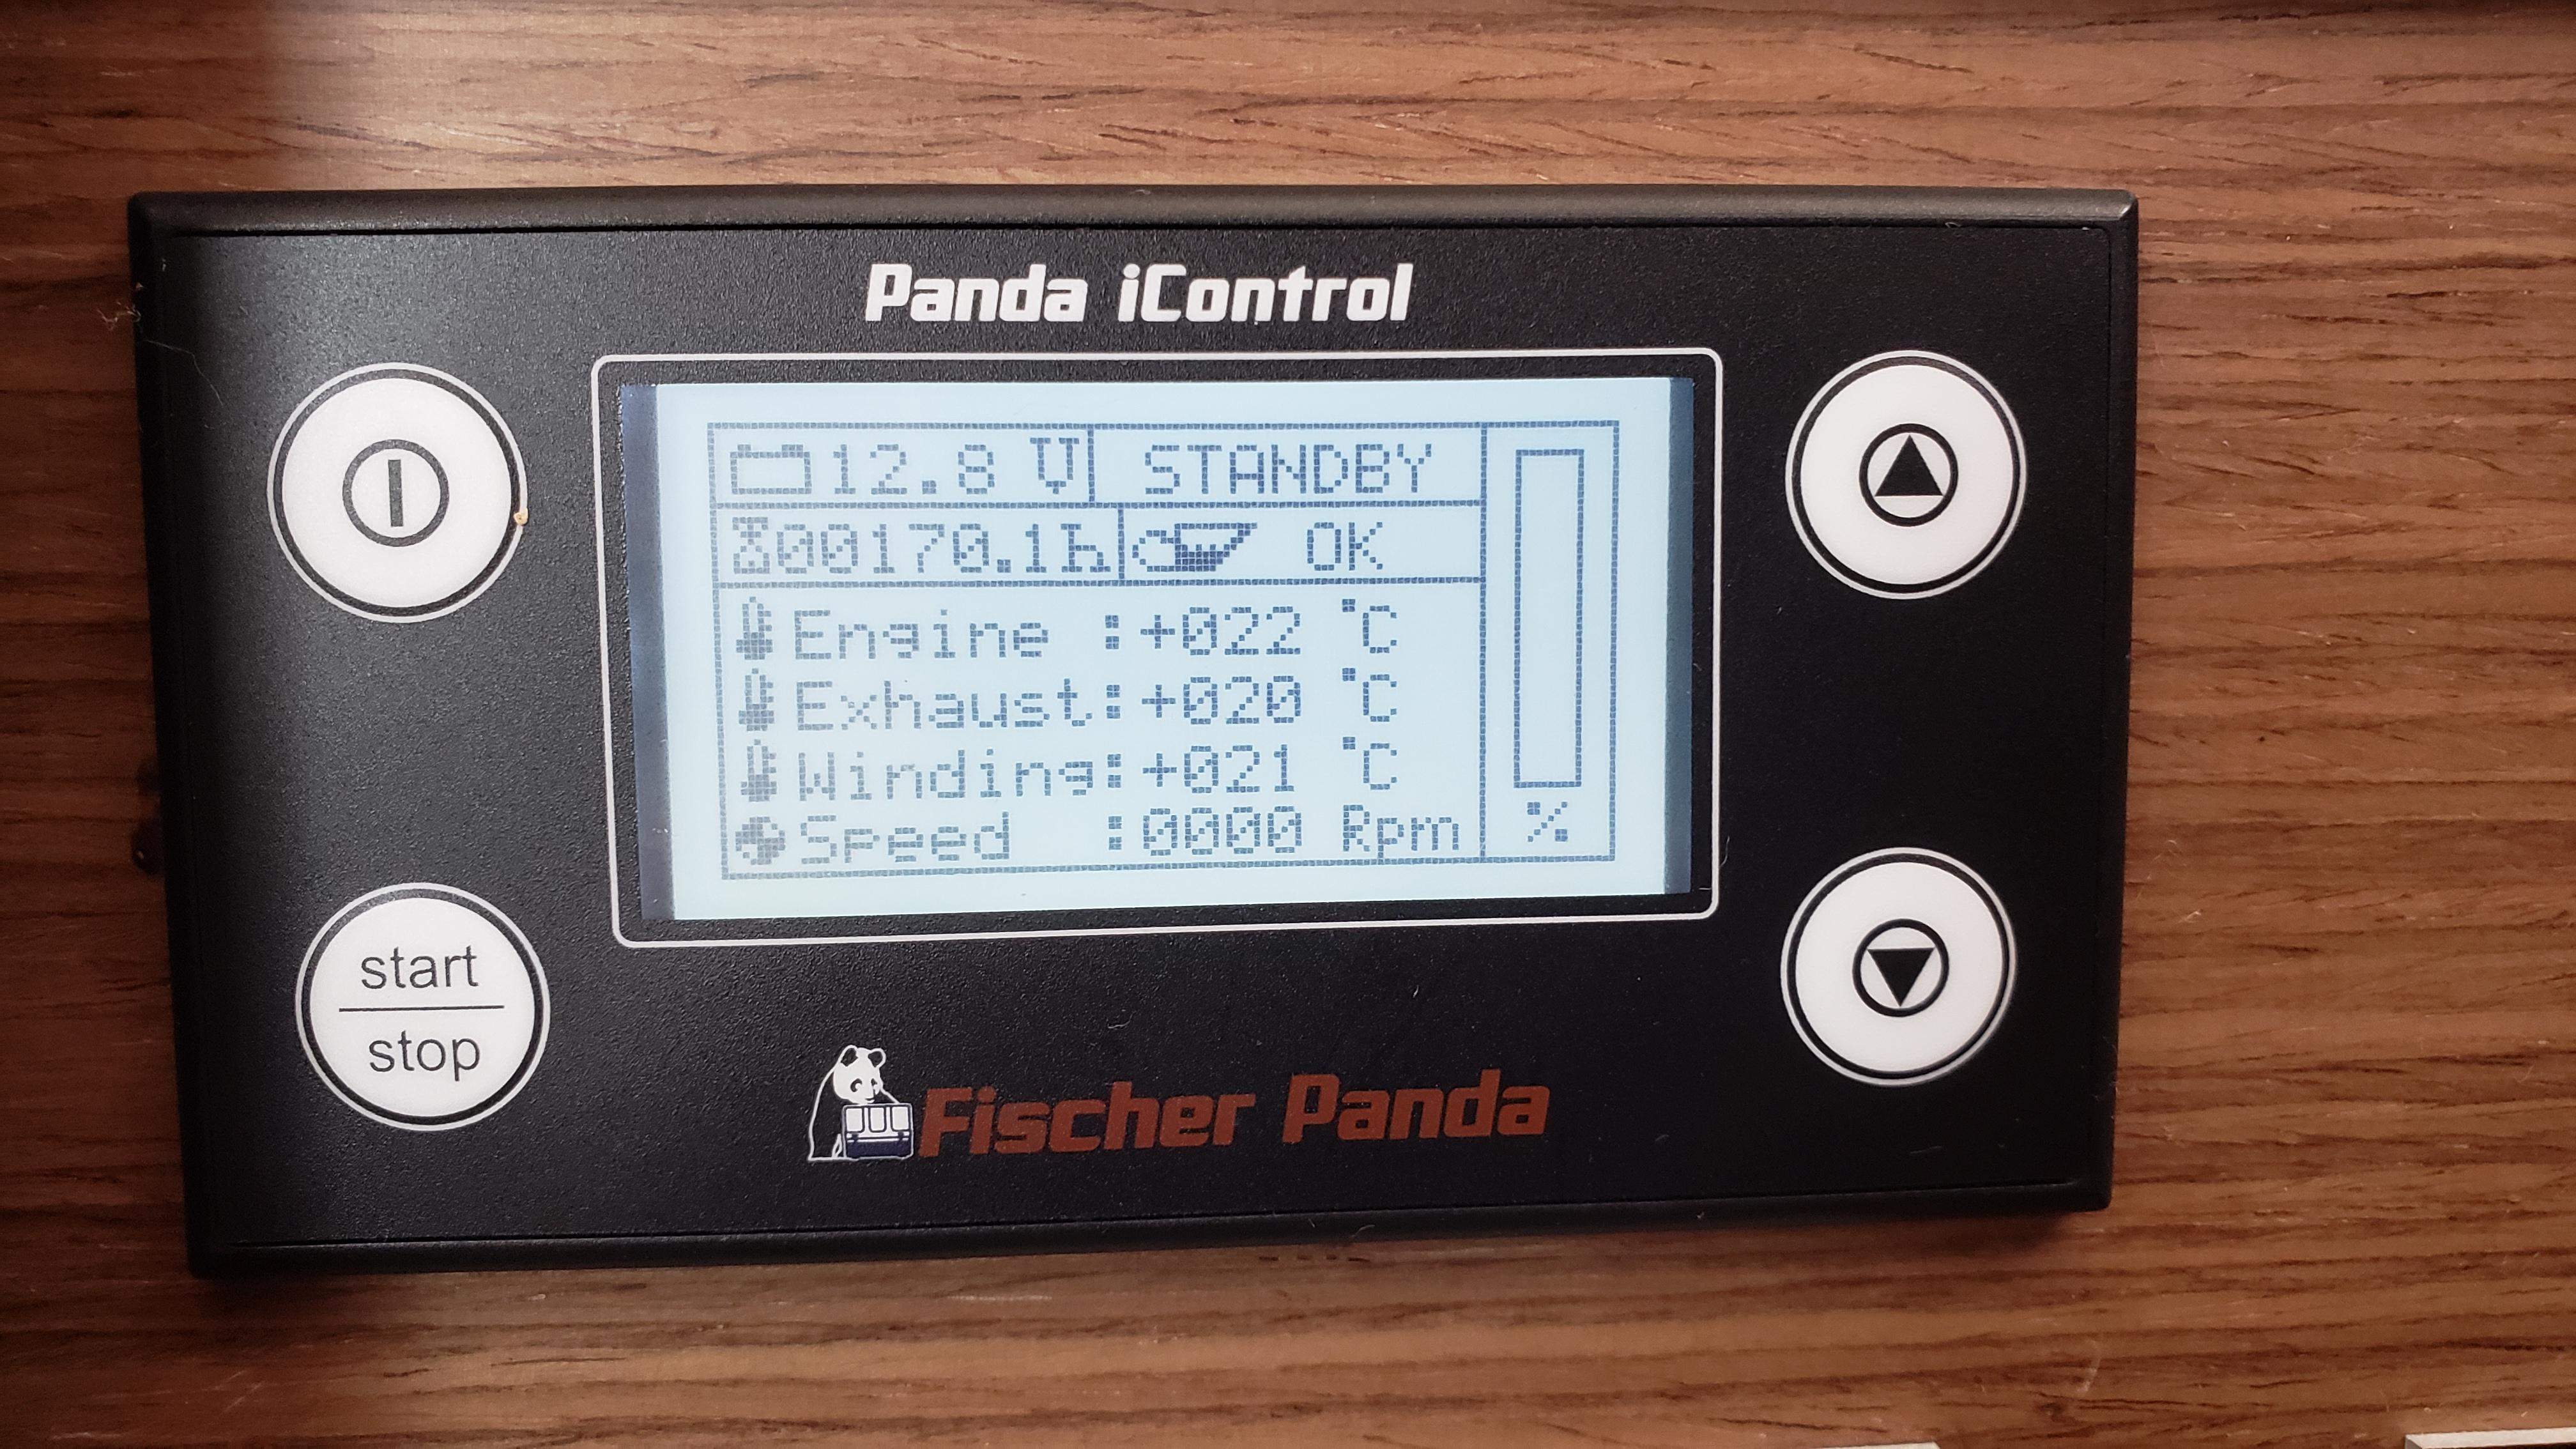 Panda iControl
12.8 V STANDBY
00170.1h OK
Engine :+022 °C
Exhaust:+020 °C
Winding:+021 °C
Speed :0000 Rpm
%
start
stop
Fischer Panda